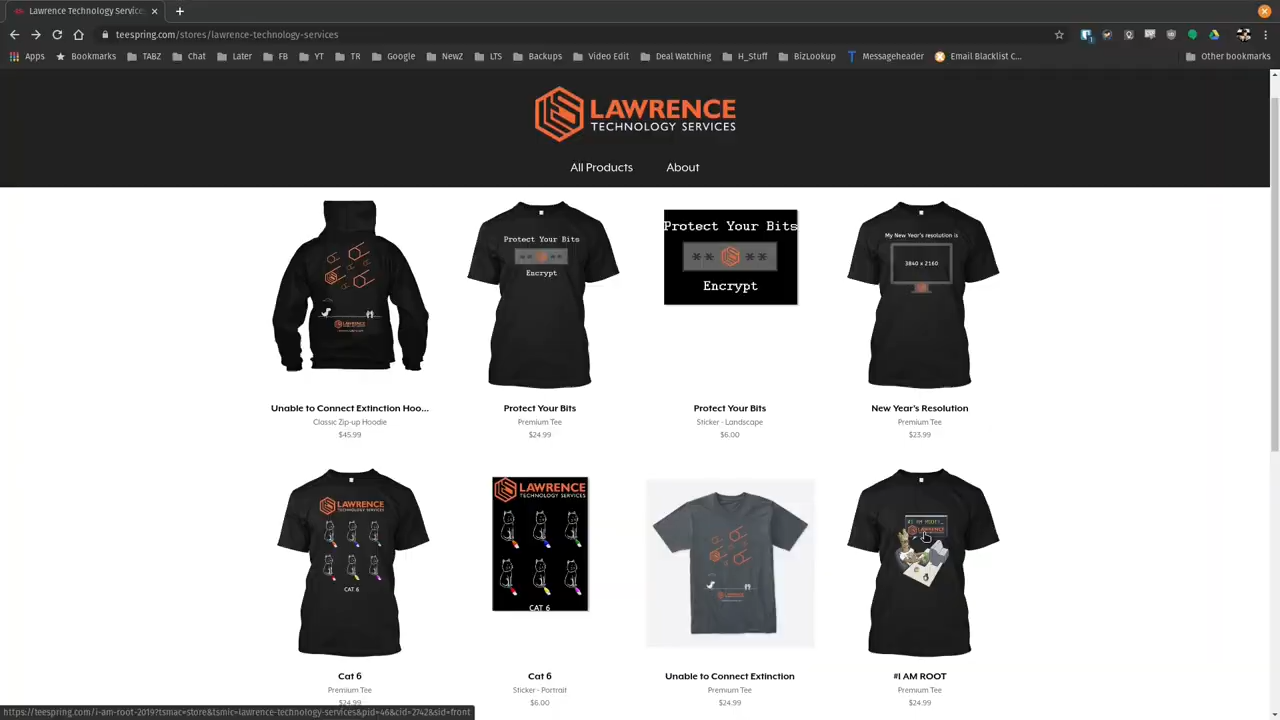 Lawrence Technology Service
teespring.com/stores/lawrence-technology-services
Apps
Bookmarks
TABZ
Chat
Later
FB
YT
TR
Google
NewZ
LTS
Backups
Video Edit
Deal Watching
H_Stuff
BizLookup
Messageheader
Email Blacklist C...
Other bookmarks
LAWRENCE
TECHNOLOGY SERVICES
All Products
About
Protect Your Bits
** **
Encrypt
Protect Your Bits
** **
Encrypt
My New Year's resolution is
3840 x 2160
Unable to Connect Extinction Hoo...
Classic Zip-up Hoodie
$45.99
Protect Your Bits
Premium Tee
$24.99
Protect Your Bits
Sticker - Landscape
$6.00
New Year's Resolution
Premium Tee
$23.99
LAWRENCE
TECHNOLOGY SERVICES
CAT 6
LAWRENCE
TECHNOLOGY SERVICES
CAT 6
#I AM ROOT
LAWRENCE
Cat 6
Premium Tee
$24.99
Cat 6
Sticker - Portrait
$6.00
Unable to Connect Extinction
Premium Tee
$24.99
#I AM ROOT
Premium Tee
$24.99
https://teespring.com/i-am-root-2019?tsmac=store&tsmic=lawrence-technology-services&pid=46&cid=2742&sid=front